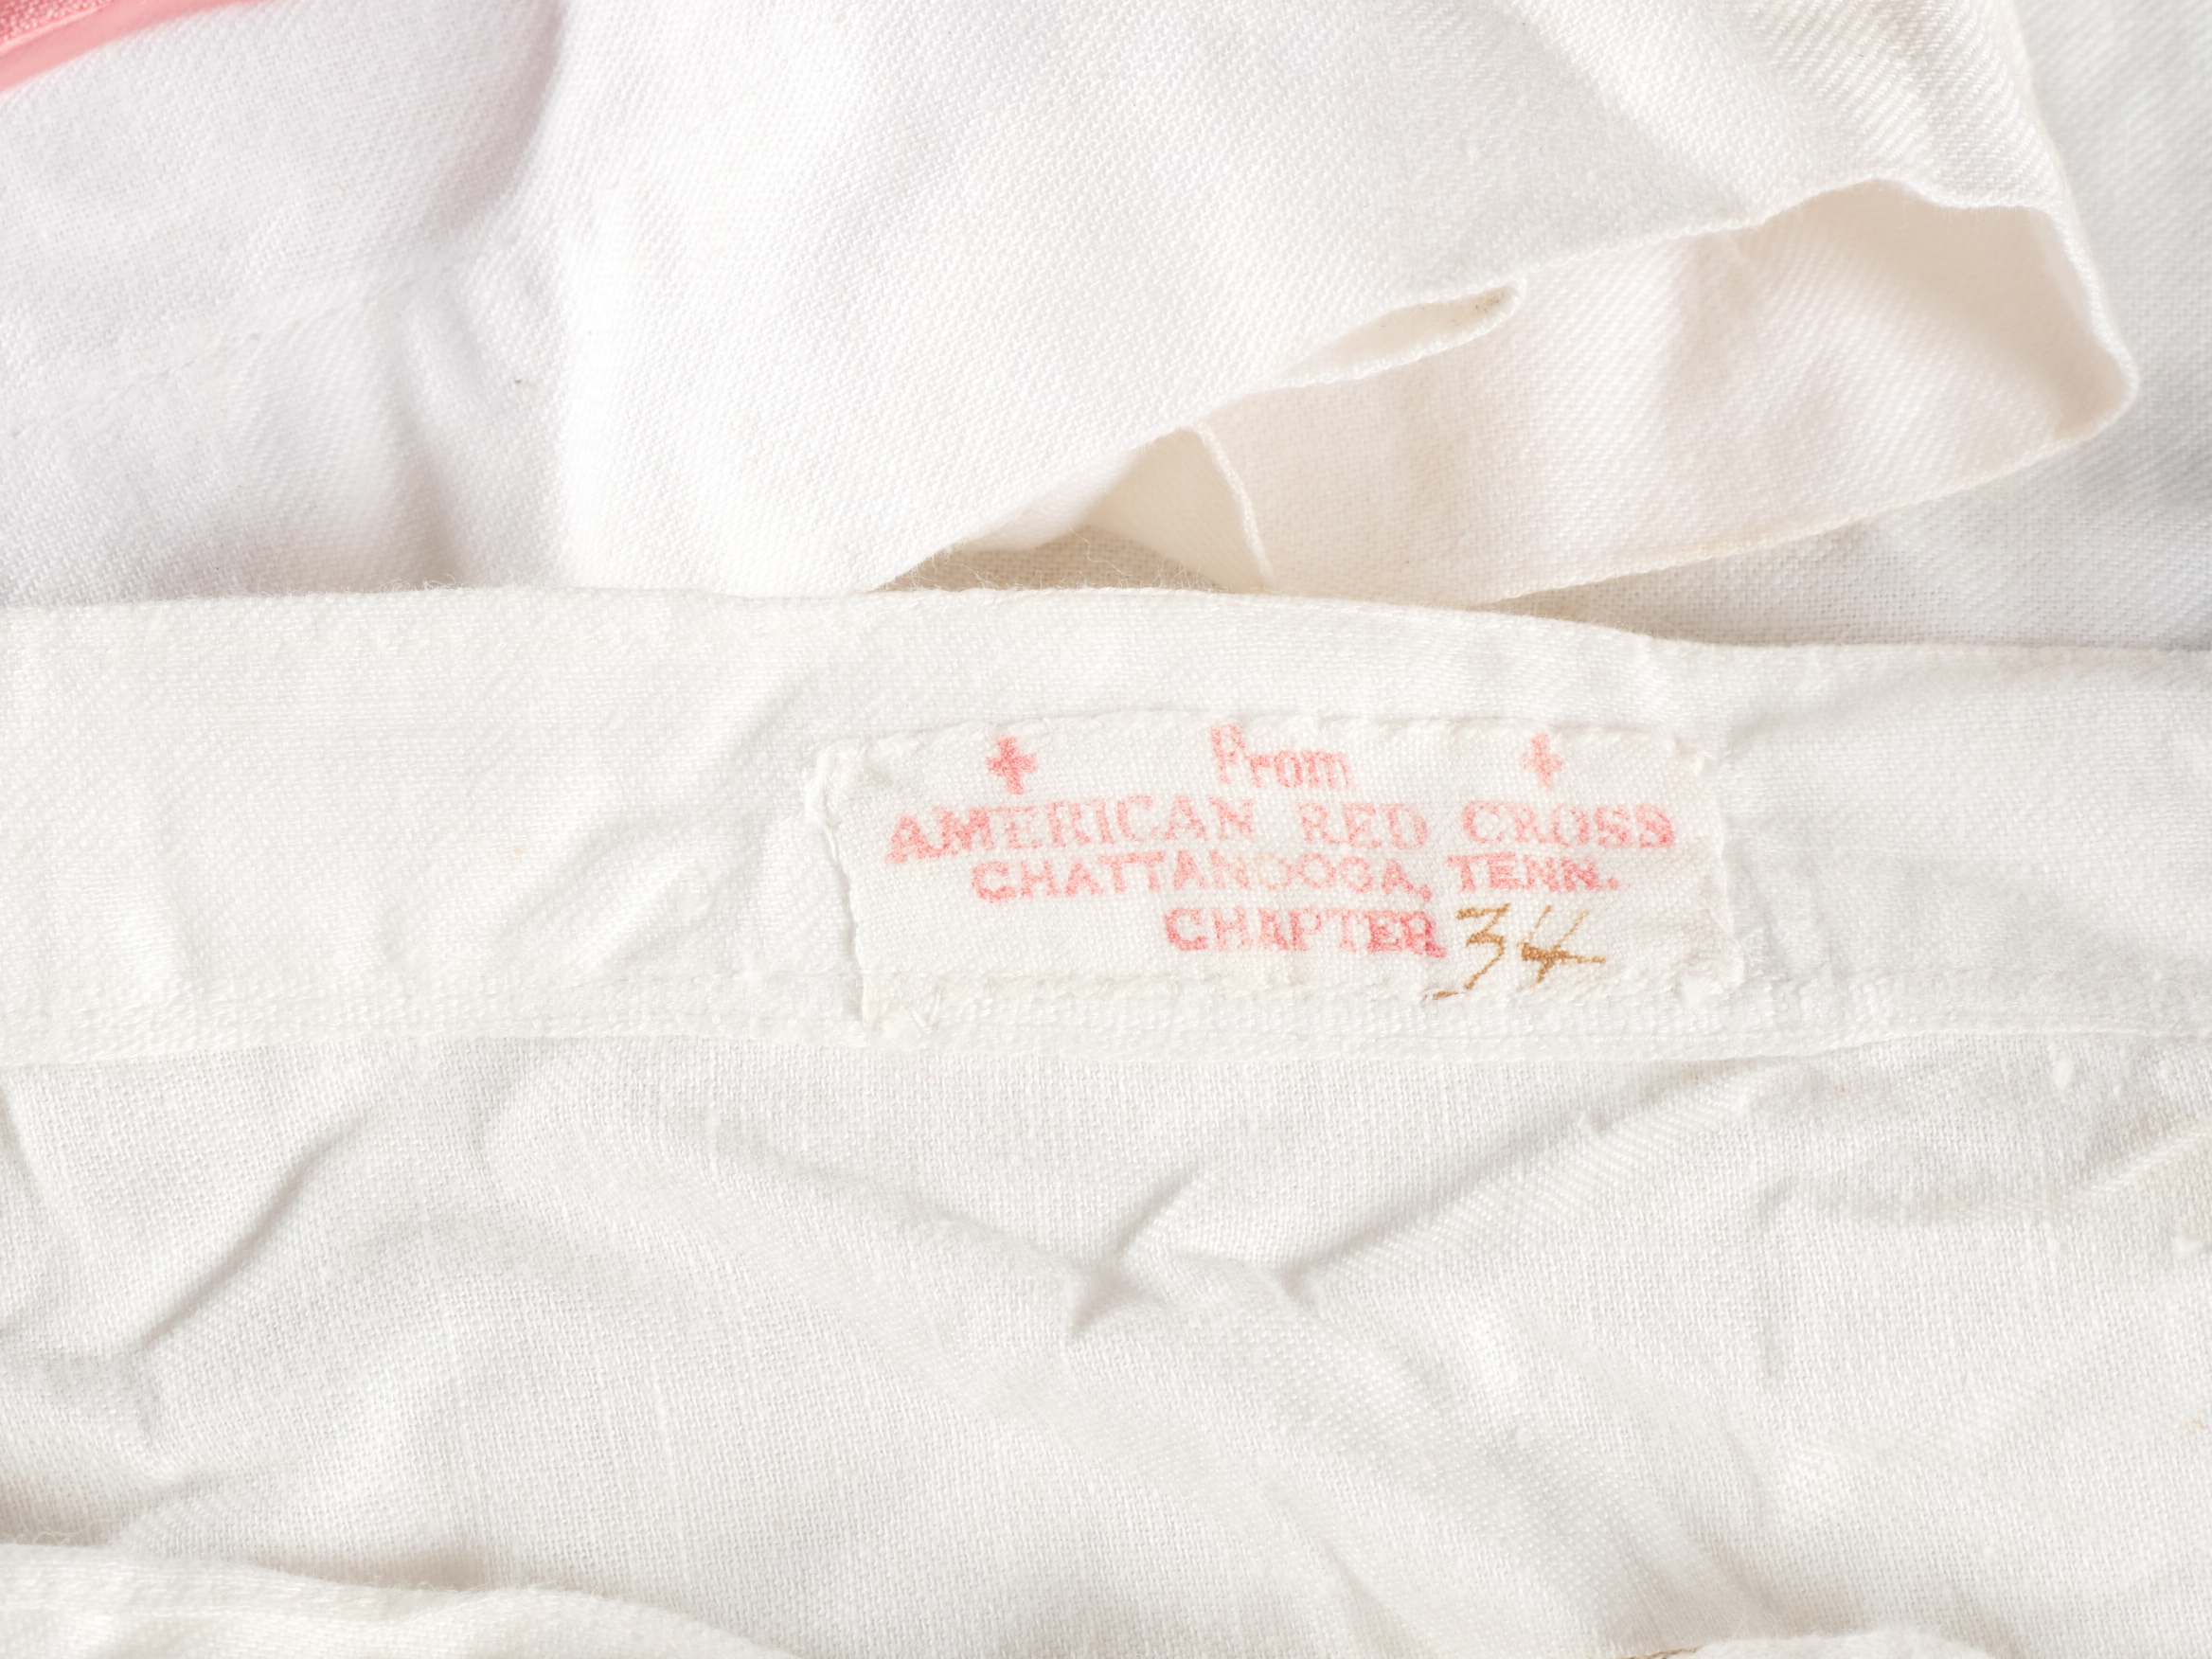 From
AMERICAN RED CROSS
CHATTANOOGA, TENN.
CHAPTER 34